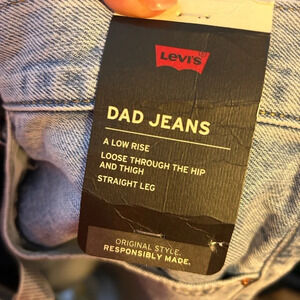 Levi's
DAD JEANS
A LOW RISE
LOOSE THROUGH THE HIP
AND THIGH
STRAIGHT LEG
ORIGINAL STYLE.
RESPONSIBLY MADE.